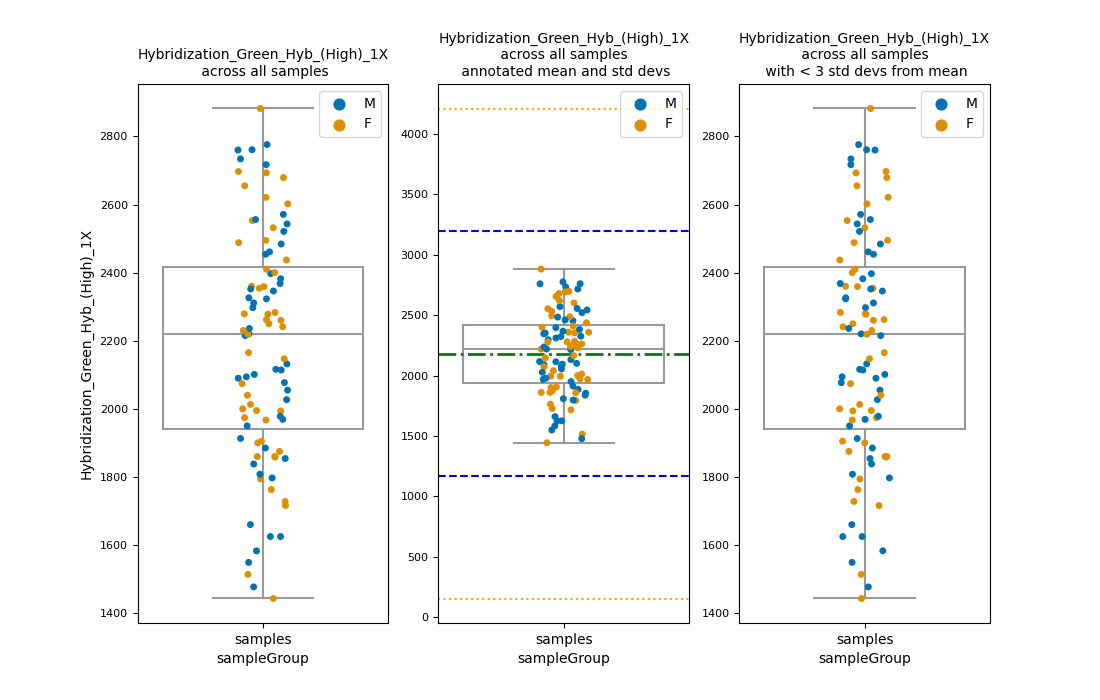 Hybridization_Green_Hyb_(High)_1X
across all samples
Hybridization_Green_Hyb_(High)_1X
2800
2600
2400
2200
2000
1800
1600
1400
M
F
samples
sampleGroup
Hybridization_Green_Hyb_(High)_1X
across all samples
annotated mean and std devs
4000
3500
3000
2500
2000
1500
1000
500
0
M
F
samples
sampleGroup
Hybridization_Green_Hyb_(High)_1X
across all samples
with < 3 std devs from mean
2800
2600
2400
2200
2000
1800
1600
1400
M
F
samples
sampleGroup